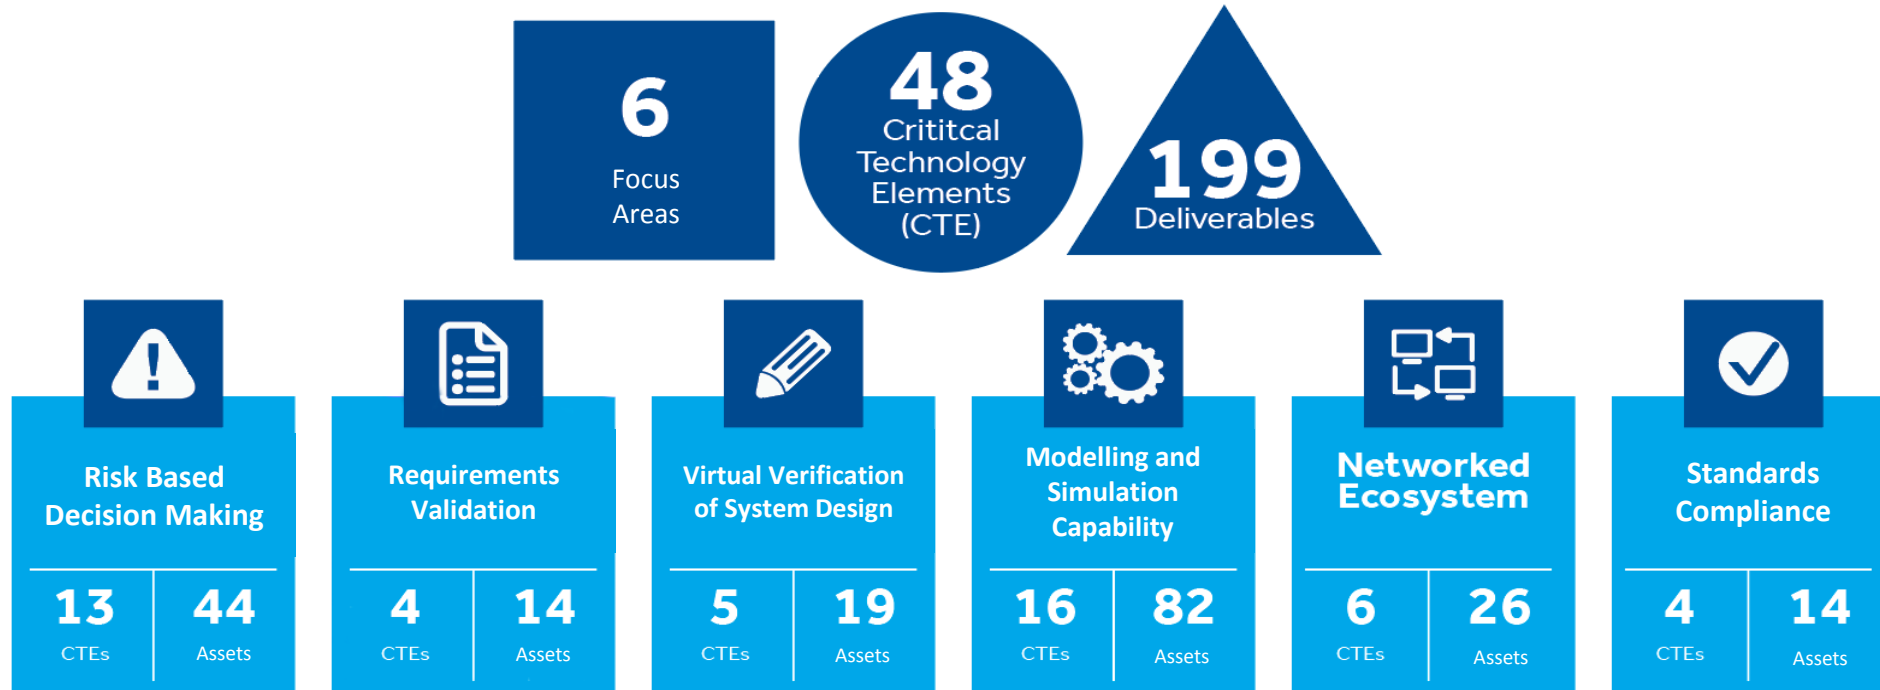 6
Focus
Areas
48
Crititcal
Technology
Elements
(CTE)
199
Deliverables
Risk Based
Decision Making
13
CTEs
44
Assets
Requirements
Validation
4
CTEs
14
Assets
Virtual Verification
of System Design
5
CTEs
19
Assets
Modelling and
Simulation
Capability
16
CTEs
82
Assets
Networked
Ecosystem
6
CTEs
26
Assets
Standards
Compliance
4
CTEs
14
Assets